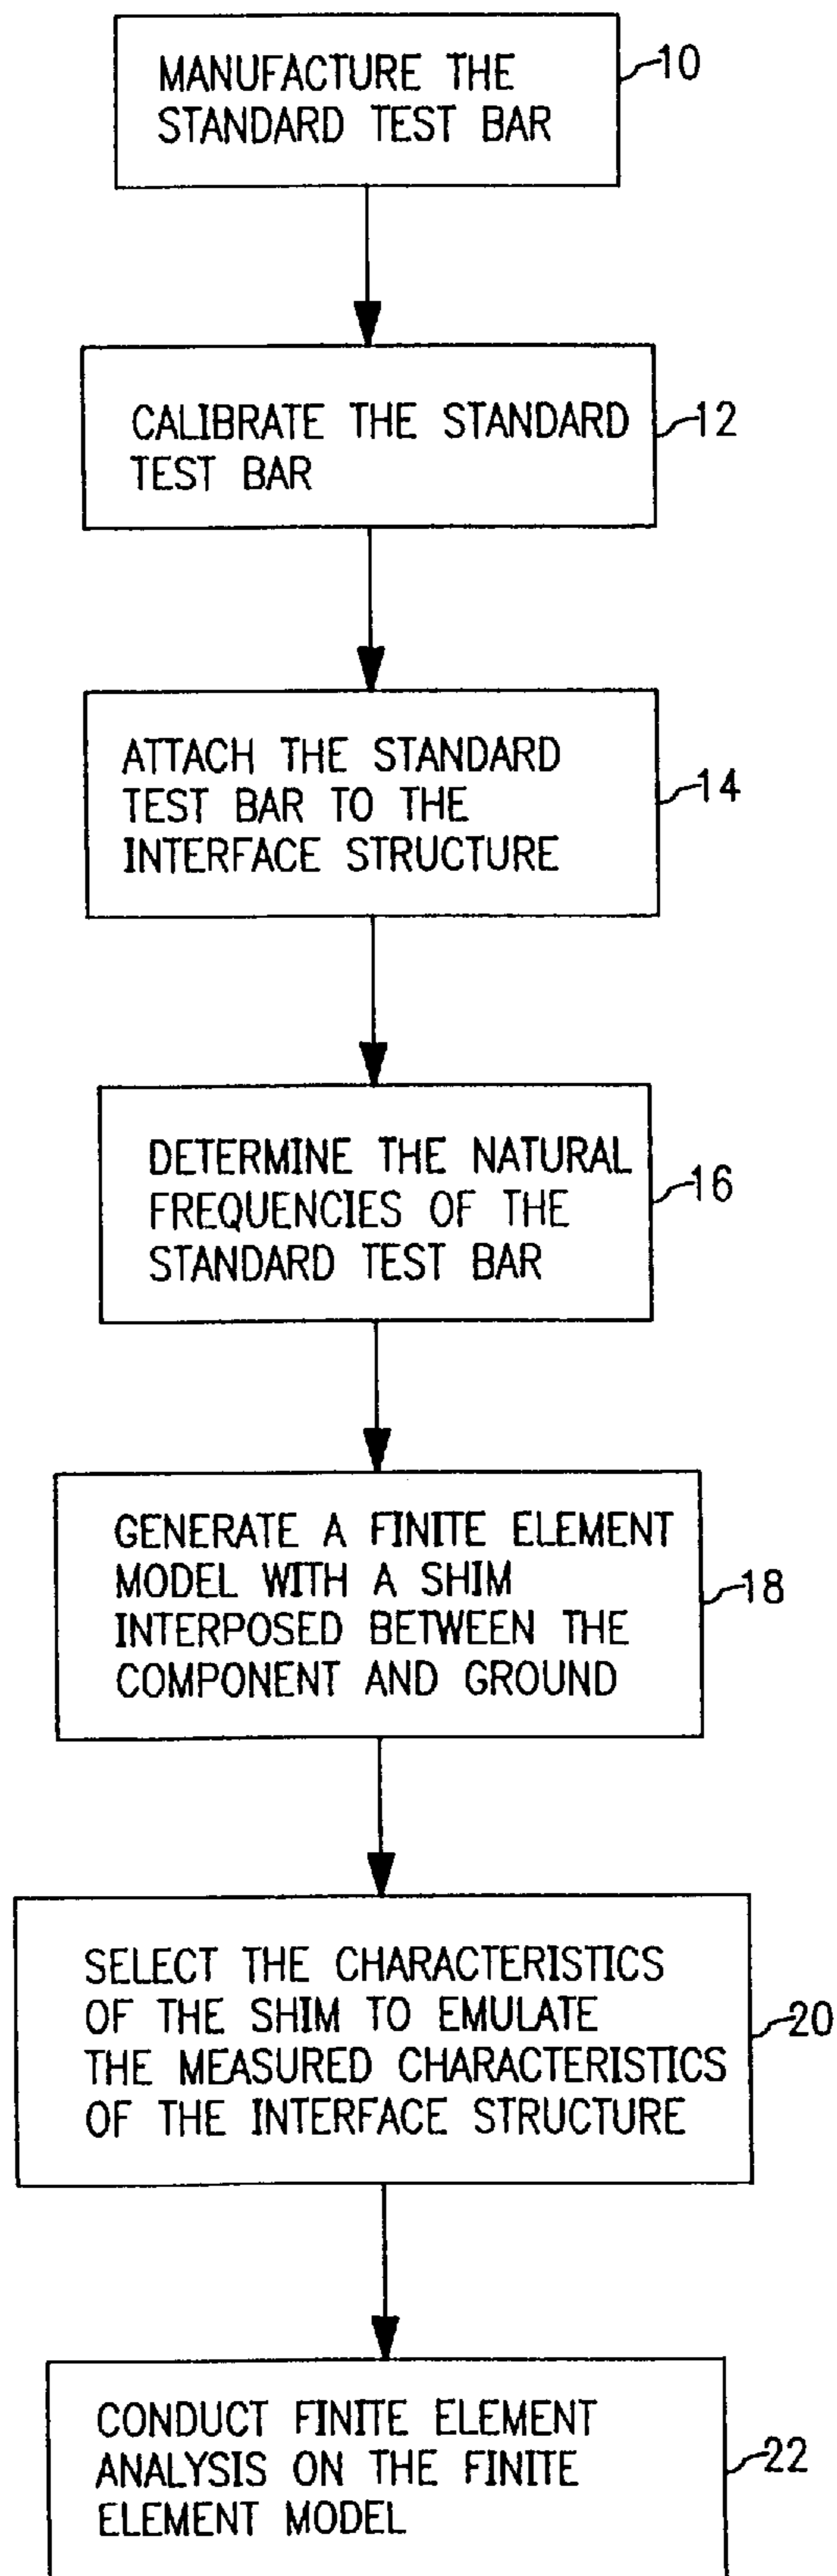 MANUFACTURE THE
STANDARD TEST BAR
10
CALIBRATE THE STANDARD
TEST BAR
12
ATTACH THE STANDARD
TEST BAR TO THE
INTERFACE STRUCTURE
14
DETERMINE THE NATURAL
FREQUENCIES OF THE
STANDARD TEST BAR
16
GENERATE A FINITE ELEMENT
MODEL WITH A SHIM
INTERPOSED BETWEEN THE
COMPONENT AND GROUND
18
SELECT THE CHARACTERISTICS
OF THE SHIM TO EMULATE
THE MEASURED CHARACTERISTICS
OF THE INTERFACE STRUCTURE
20
CONDUCT FINITE ELEMENT
ANALYSIS ON THE FINITE
ELEMENT MODEL
22